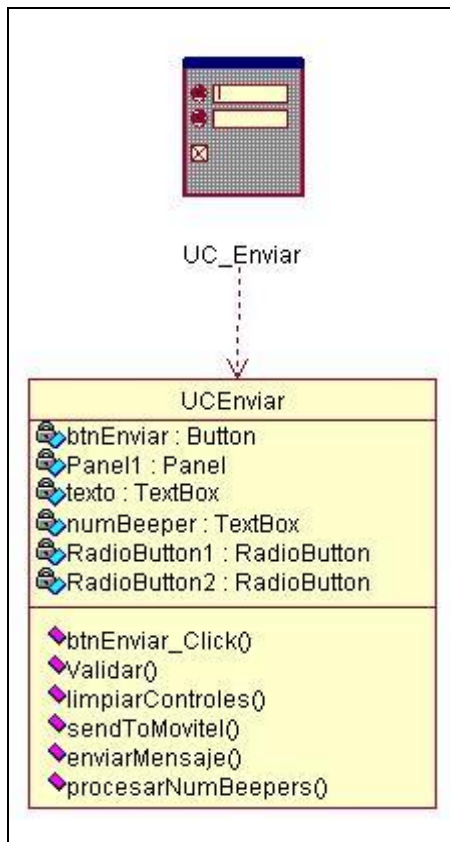 UC_Enviar
UCEnviar
btnEnviar : Button
Panel1 : Panel
texto : TextBox
numBeeper : TextBox
RadioButton1 : RadioButton
RadioButton2 : RadioButton
btnEnviar_Click()
Validar()
limpiarControles()
sendToMovitel()
enviarMensaje()
procesarNumBeepers()